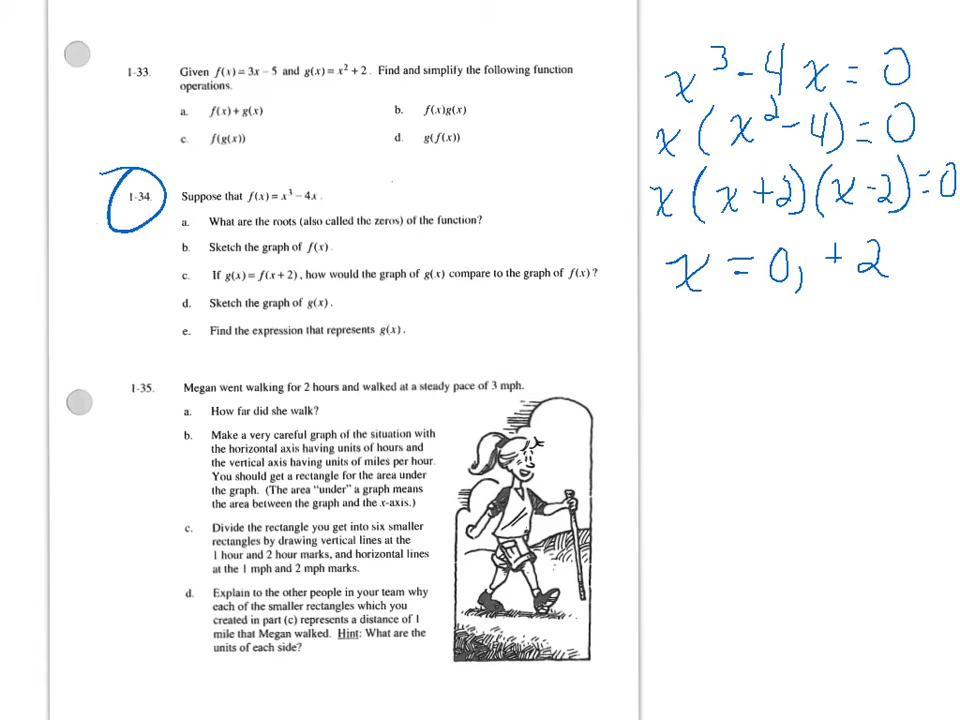 1-33. Given f(x) = 3x – 5 and g(x) = x² + 2 . Find and simplify the following function
operations.
a. f(x) + g(x) b. f(x)g(x)
c. f(g(x)) d. g(f(x))
1-34. Suppose that f(x) = x³ – 4x .
a. What are the roots (also called the zeros) of the function?
b. Sketch the graph of f(x) .
c. If g(x) = f(x + 2) , how would the graph of g(x) compare to the graph of f(x) ?
d. Sketch the graph of g(x) .
e. Find the expression that represents g(x) .
1-35. Megan went walking for 2 hours and walked at a steady pace of 3 mph.
a. How far did she walk?
b. Make a very careful graph of the situation with
the horizontal axis having units of hours and
the vertical axis having units of miles per hour.
You should get a rectangle for the area under
the graph. (The area “under” a graph means
the area between the graph and the x-axis.)
c. Divide the rectangle you get into six smaller
rectangles by drawing vertical lines at the
1 hour and 2 hour marks, and horizontal lines
at the 1 mph and 2 mph marks.
d. Explain to the other people in your team why
each of the smaller rectangles which you
created in part (c) represents a distance of 1
mile that Megan walked. Hint: What are the
units of each side?
x³ - 4x = 0
x(x² - 4) = 0
x(x + 2)(x - 2) = 0
x = 0, + 2